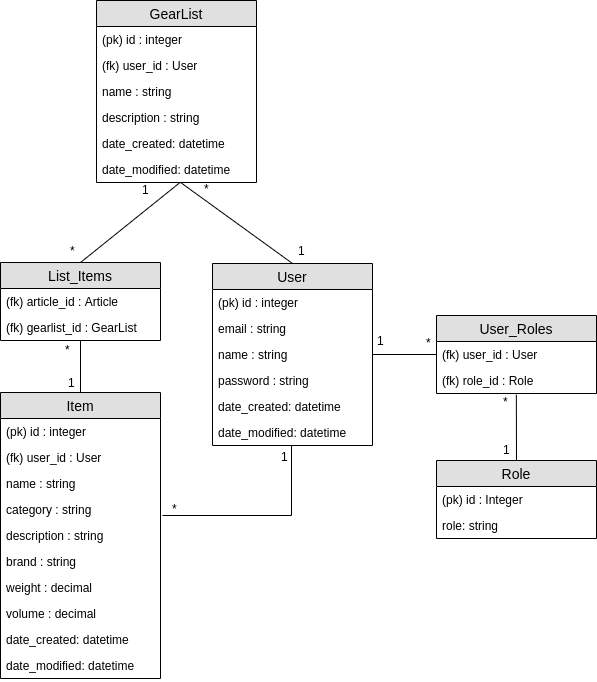 GearList
(pk) id : integer
(fk) user_id : User
name : string
description : string
date_created: datetime
date_modified: datetime
1
*
*
1
List_Items
(fk) article_id : Article
(fk) gearlist_id : GearList
*
1
User
(pk) id : integer
email : string
name : string
password : string
date_created: datetime
date_modified: datetime
1
*
1
*
User_Roles
(fk) user_id : User
(fk) role_id : Role
*
1
Item
(pk) id : integer
(fk) user_id : User
name : string
category : string
description : string
brand : string
weight : decimal
volume : decimal
date_created: datetime
date_modified: datetime
Role
(pk) id : Integer
role: string